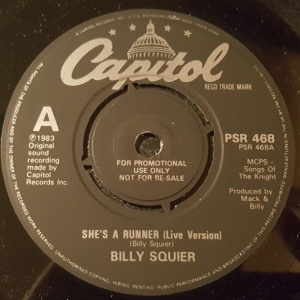 Capitol
REGD TRADE MARK
A
℗1983
Original
sound
recording
made by
Capitol
Records Inc.
FOR PROMOTIONAL
USE ONLY
NOT FOR RE-SALE
PSR 468
PSR 468A
MCPS -
Songs Of
The Knight
Produced by
Mack &
Billy
SHE'S A RUNNER (Live Version)
(Billy Squier)
BILLY SQUIER